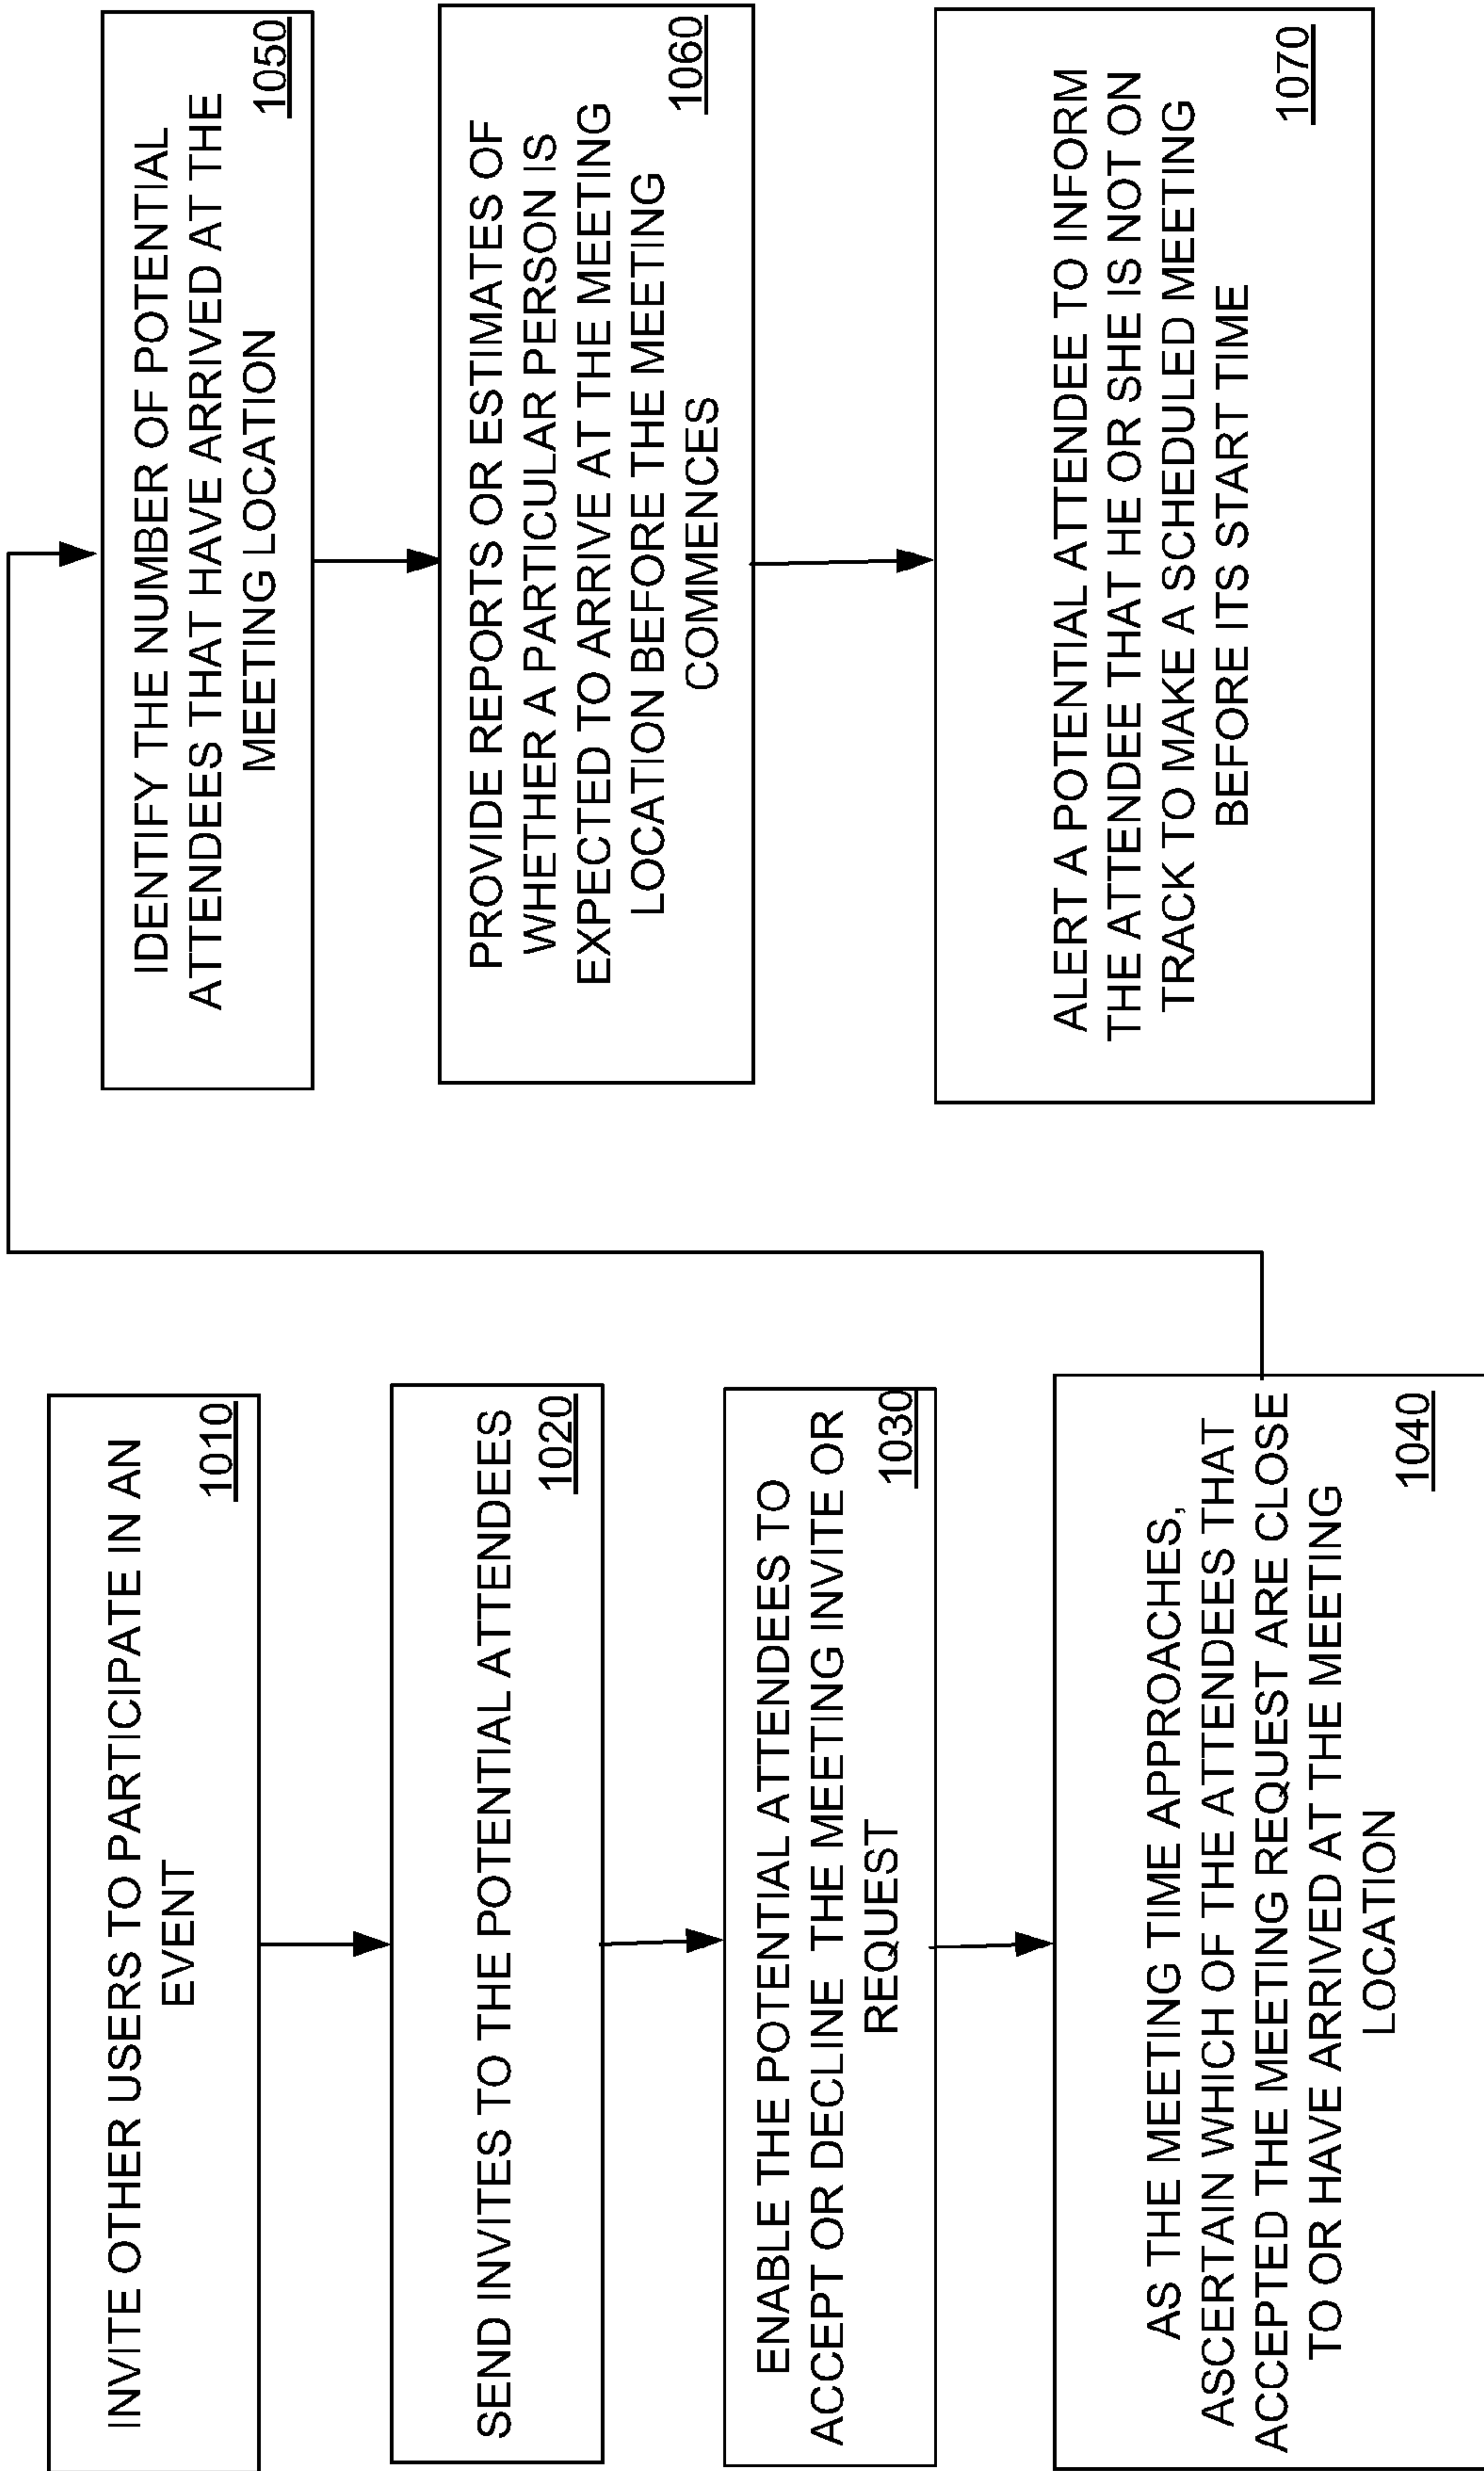 INVITE OTHER USERS TO PARTICIPATE IN AN
EVENT
1010
SEND INVITES TO THE POTENTIAL ATTENDEES
1020
ENABLE THE POTENTIAL ATTENDEES TO
ACCEPT OR DECLINE THE MEETING INVITE OR
REQUEST
1030
AS THE MEETING TIME APPROACHES,
ASCERTAIN WHICH OF THE ATTENDEES THAT
ACCEPTED THE MEETING REQUEST ARE CLOSE
TO OR HAVE ARRIVED AT THE MEETING
LOCATION
1040
IDENTIFY THE NUMBER OF POTENTIAL
ATTENDEES THAT HAVE ARRIVED AT THE
MEETING LOCATION
1050
PROVIDE REPORTS OR ESTIMATES OF
WHETHER A PARTICULAR PERSON IS
EXPECTED TO ARRIVE AT THE MEETING
LOCATION BEFORE THE MEETING
COMMENCES
1060
ALERT A POTENTIAL ATTENDEE TO INFORM
THE ATTENDEE THAT HE OR SHE IS NOT ON
TRACK TO MAKE A SCHEDULED MEETING
BEFORE ITS START TIME
1070